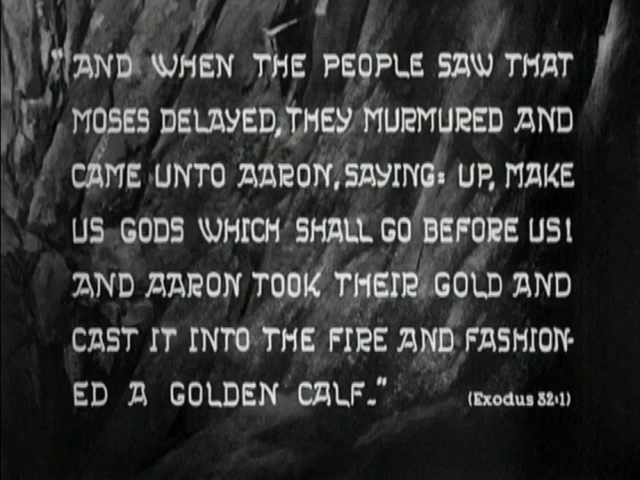 "AND WHEN THE PEOPLE SAW THAT
MOSES DELAYED, THEY MURMURED AND
CAME UNTO AARON, SAYING: UP, MAKE
US GODS WHICH SHALL GO BEFORE US!
AND AARON TOOK THEIR GOLD AND
CAST IT INTO THE FIRE AND FASHION-
ED A GOLDEN CALF."
(Exodus 32:1)